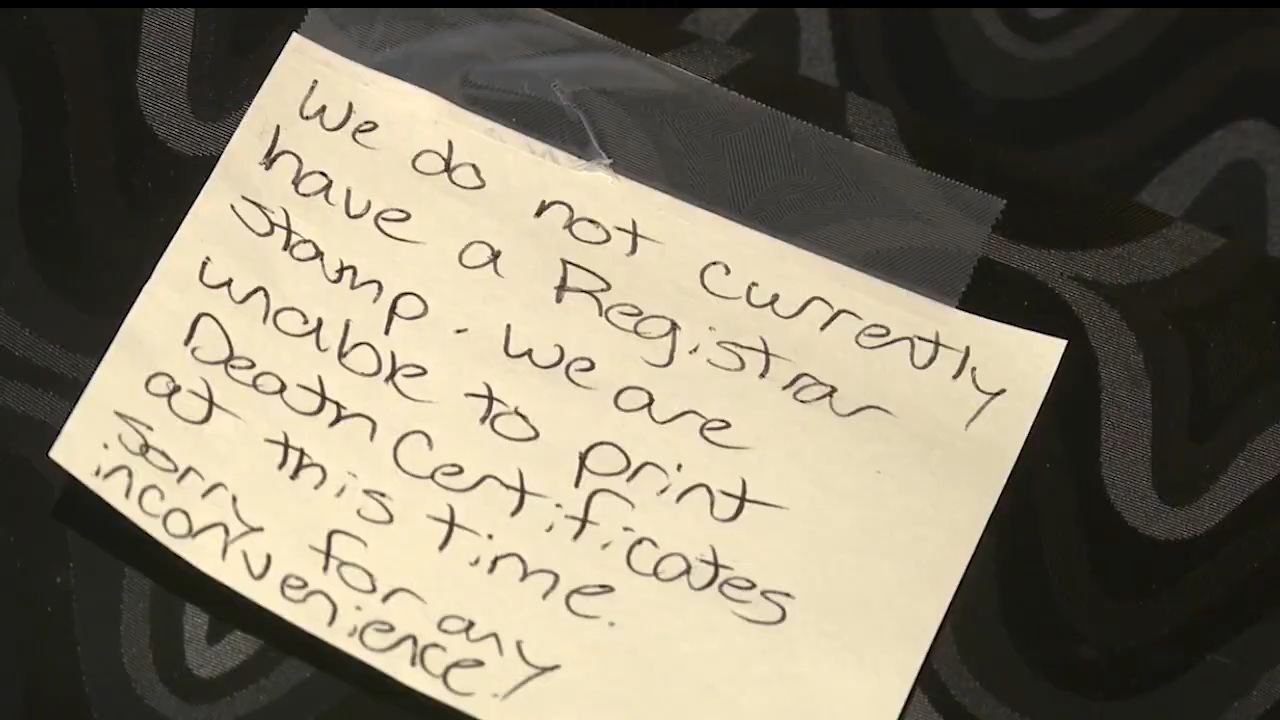 We do not currently
have a Registrar
stamp. We are
unable to print
Death Certificates
at this time.
Sorry for any
inconvenience!